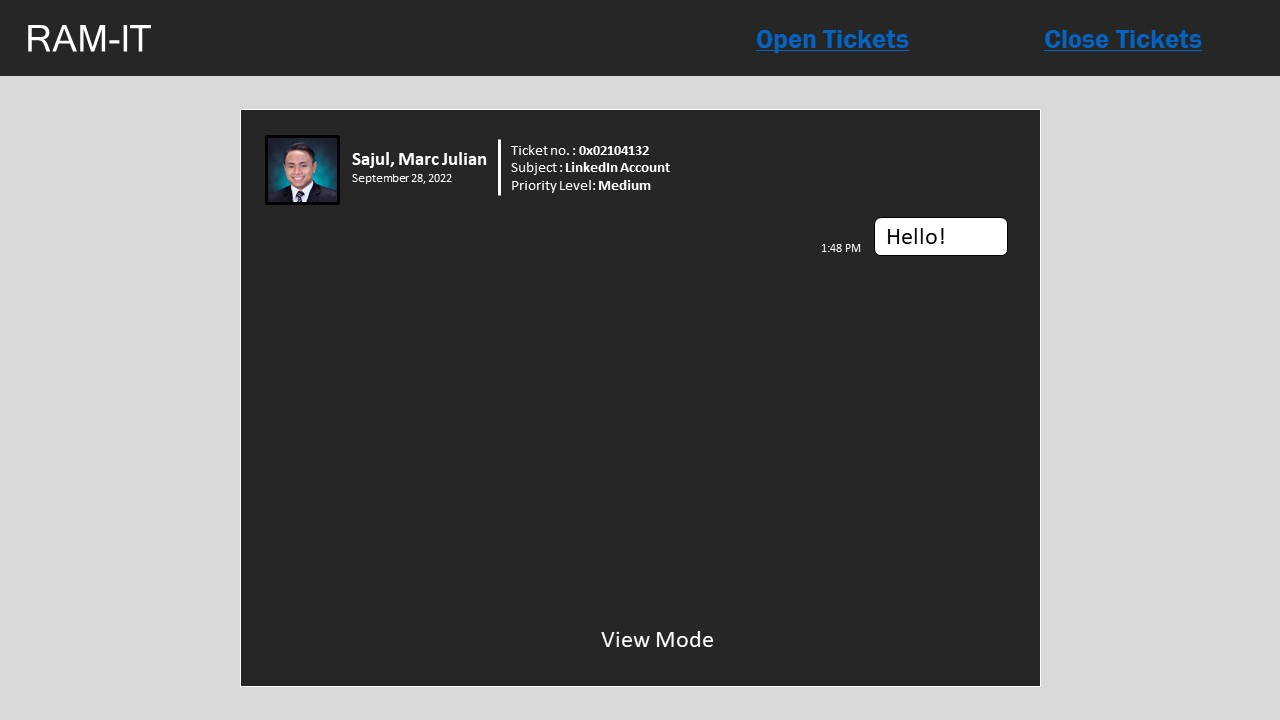 RAM-IT
Open Tickets
Close Tickets
Sajul, Marc Julian
September 28, 2022
Ticket no. : 0x02104132
Subject : LinkedIn Account
Priority Level: Medium
1:48 PM
Hello!
View Mode